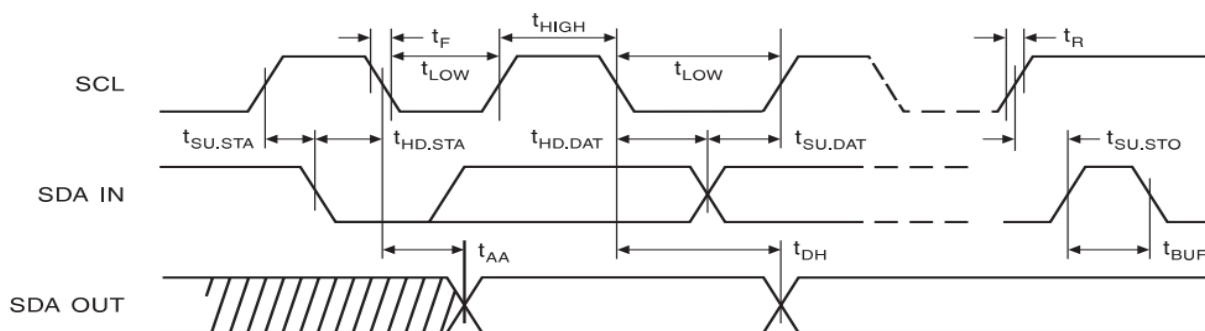 tHIGH
tF
tR
tLOW
tLOW
SCL
tSU.STA
tHD.STA
tHD.DAT
tSU.DAT
tSU.STO
SDA IN
tAA
tDH
tBUF
SDA OUT